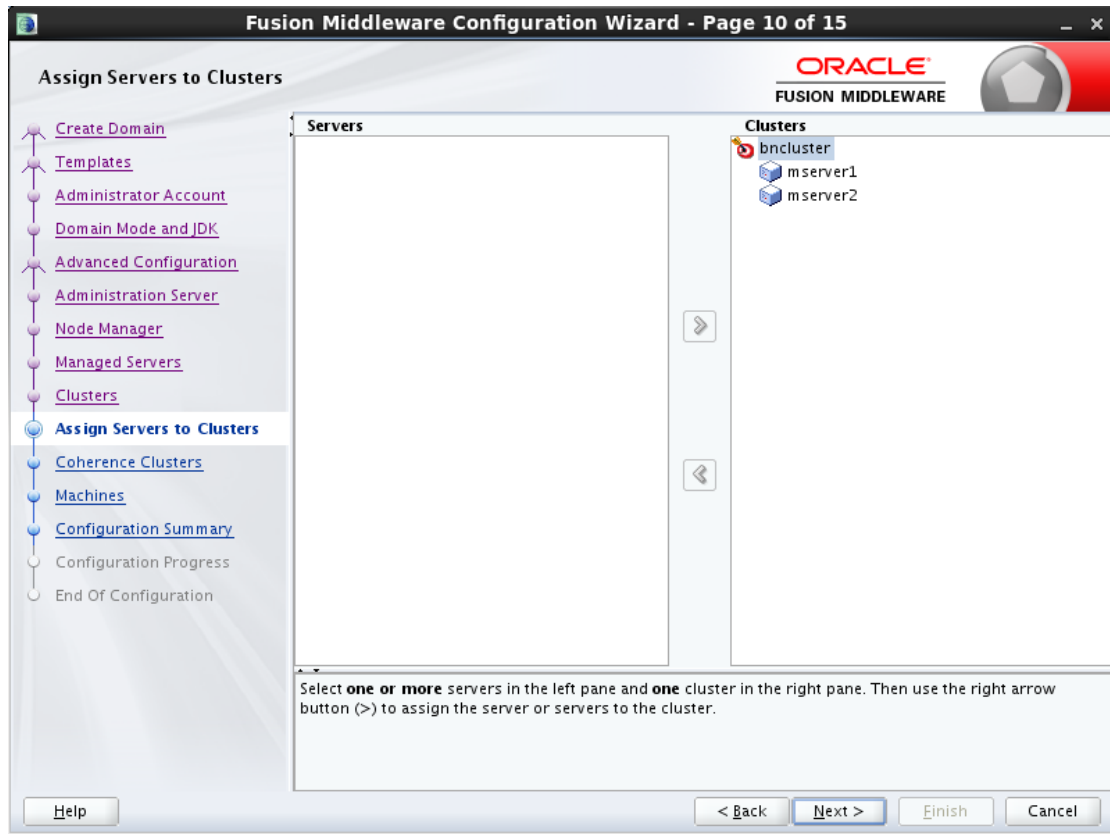 Fusion Middleware Configuration Wizard - Page 10 of 15
Assign Servers to Clusters
ORACLE
FUSION MIDDLEWARE
Create Domain
Templates
Administrator Account
Domain Mode and JDK
Advanced Configuration
Administration Server
Node Manager
Managed Servers
Clusters
Assign Servers to Clusters
Coherence Clusters
Machines
Configuration Summary
Configuration Progress
End Of Configuration
Servers
Clusters
bncluster
mserver1
mserver2
Select one or more servers in the left pane and one cluster in the right pane. Then use the right arrow
button (>) to assign the server or servers to the cluster.
Help
< Back
Next >
Finish
Cancel